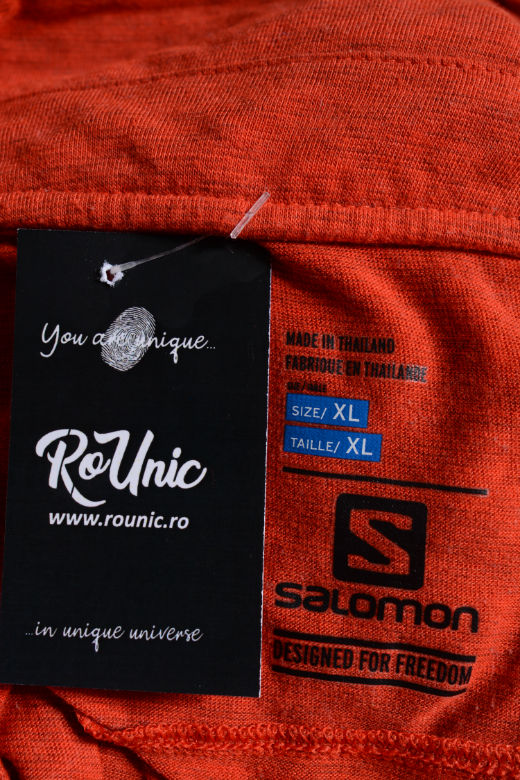 You are unique...
RoUnic
www.rounic.ro
...in unique universe
MADE IN THAILAND
FABRIQUE EN THAILANDE
SIZE/ XL
TAILLE/ XL
S
salomon
DESIGNED FOR FREEDOM